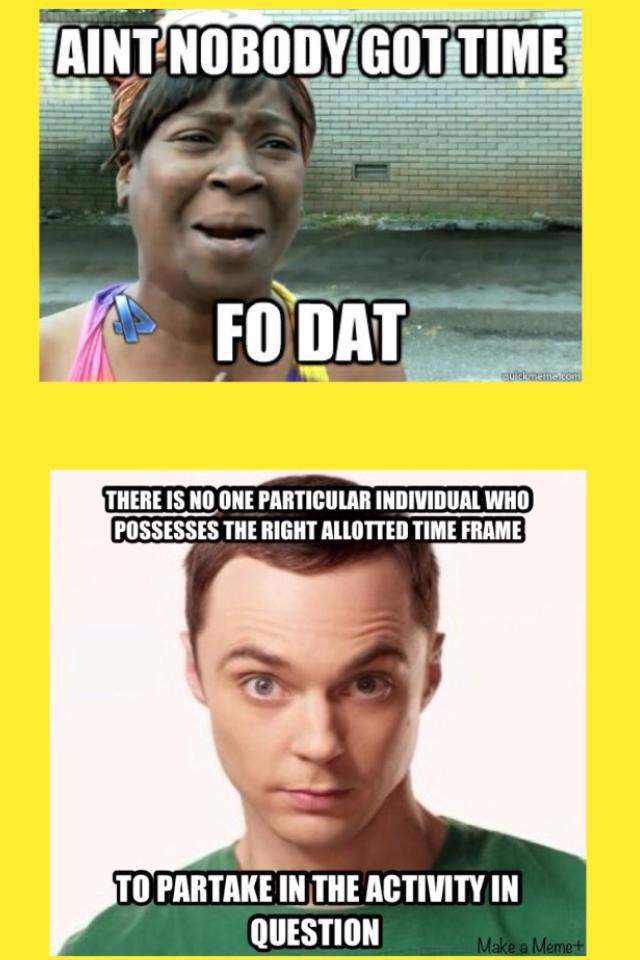 AINT NOBODY GOT TIME
FO DAT
quickmeme.com
THERE IS NO ONE PARTICULAR INDIVIDUAL WHO
POSSESSES THE RIGHT ALLOTTED TIME FRAME
TO PARTAKE IN THE ACTIVITY IN
QUESTION
Make a Meme+